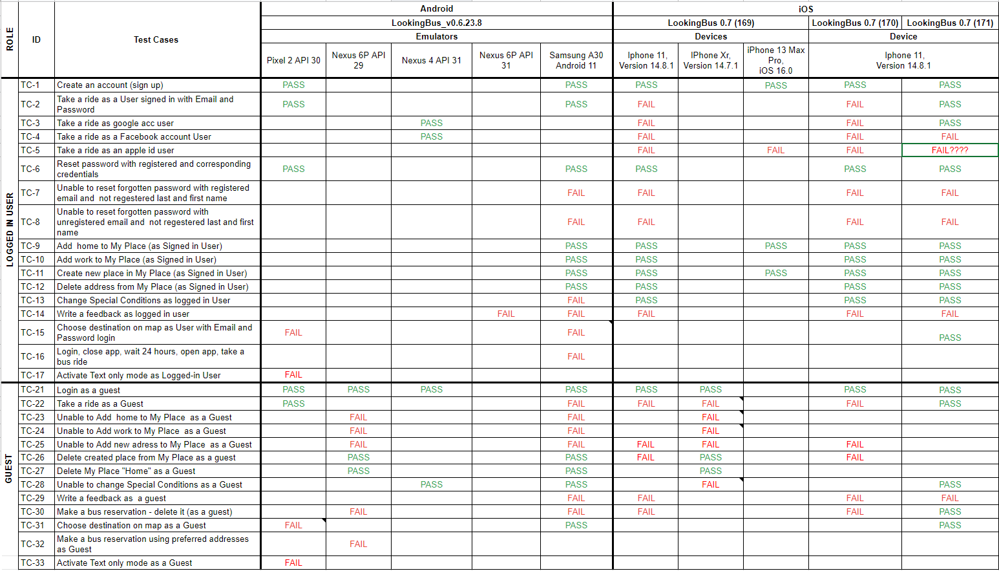 Android iOS
LookingBus_v0.6.23.8 LookingBus 0.7 (169) LookingBus 0.7 (170) LookingBus 0.7 (171)
ROLE ID Test Cases Emulators Devices Device
Pixel 2 API 30 Nexus 6P API 29 Nexus 4 API 31 Nexus 6P API 31 Samsung A30 Android 11 Iphone 11, Version 14.8.1 IPhone Xr, Version 14.7.1 iPhone 13 Max Pro, iOS 16.0 Iphone 11, Version 14.8.1
LOGGED IN USER
TC-1 Create an account (sign up) PASS PASS PASS PASS PASS PASS
TC-2 Take a ride as a User signed in with Email and
Password PASS PASS FAIL FAIL PASS
TC-3 Take a ride as google acc user PASS FAIL FAIL PASS
TC-4 Take a ride as a Facebook account User PASS FAIL FAIL FAIL
TC-5 Take a ride as an apple id user FAIL FAIL FAIL FAIL????
TC-6 Reset password with registered and corresponding
credentials PASS PASS PASS PASS PASS
TC-7 Unable to reset forgotten password with registered
email and  not regestered last and first name FAIL FAIL FAIL FAIL
TC-8 Unable to reset forgotten password with
unregistered email and  not regestered last and first
name FAIL FAIL FAIL FAIL
TC-9 Add  home to My Place (as Signed in User) PASS PASS PASS PASS PASS
TC-10 Add work to My Place (as Signed in User) PASS PASS PASS PASS
TC-11 Create new place in My Place (as Signed in User) PASS PASS PASS PASS PASS
TC-12 Delete address from My Place (as Signed in User) PASS PASS PASS PASS
TC-13 Change Special Conditions as logged in User FAIL PASS PASS PASS
TC-14 Write a feedback as logged in user FAIL FAIL FAIL FAIL FAIL
TC-15 Choose destination on map as User with Email and
Password login FAIL FAIL PASS
TC-16 Login, close app, wait 24 hours, open app, take a
bus ride FAIL
TC-17 Activate Text only mode as Logged-in User FAIL
GUEST
TC-21 Login as a guest PASS PASS PASS PASS PASS PASS PASS PASS
TC-22 Take a ride as a Guest PASS FAIL FAIL FAIL FAIL PASS
TC-23 Unable to Add  home to My Place  as a Guest FAIL FAIL FAIL
TC-24 Unable to Add work to My Place  as a Guest FAIL FAIL FAIL
TC-25 Unable to Add new adress to My Place  as a Guest FAIL FAIL FAIL FAIL FAIL
TC-26 Delete created place from My Place as a guest PASS PASS FAIL PASS FAIL
TC-27 Delete My Place "Home" as a Guest PASS PASS PASS
TC-28 Unable to change Special Conditions as a Guest PASS PASS FAIL PASS
TC-29 Write a feedback as  a guest FAIL FAIL FAIL FAIL
TC-30 Make a bus reservation - delete it (as a guest) FAIL FAIL FAIL FAIL PASS
TC-31 Choose destination on map as a Guest FAIL PASS PASS
TC-32 Make a bus reservation using preferred addresses
as Guest FAIL
TC-33 Activate Text only mode as a Guest FAIL